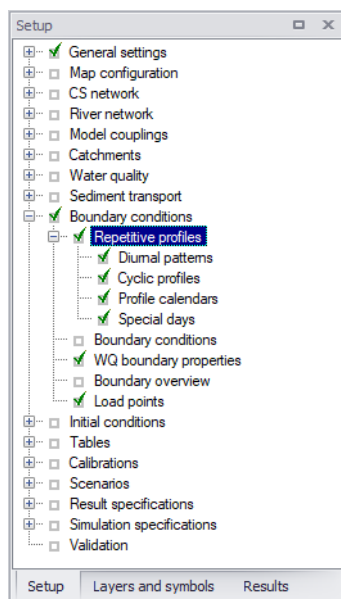 Setup
General settings
Map configuration
CS network
River network
Model couplings
Catchments
Water quality
Sediment transport
Boundary conditions
Repetitive profiles
Diurnal patterns
Cyclic profiles
Profile calendars
Special days
Boundary conditions
WQ boundary properties
Boundary overview
Load points
Initial conditions
Tables
Calibrations
Scenarios
Result specifications
Simulation specifications
Validation
Setup Layers and symbols Results